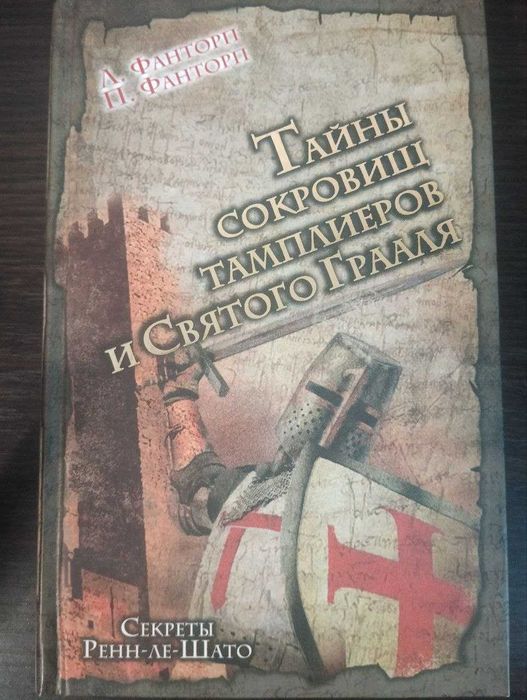 Л. Фанторп
П. Фанторп
Тайны
сокровищ
тамплиеров
и Святого Грааля
Секреты
Ренн-ле-Шато